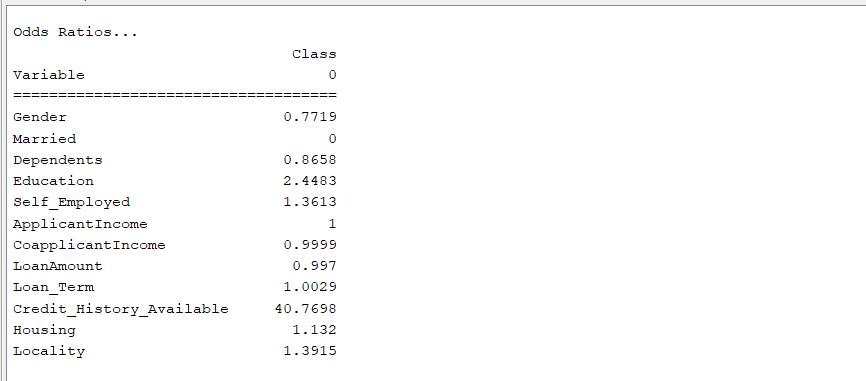 Odds Ratios...
Class
Variable 0
====================================
Gender 0.7719
Married 0
Dependents 0.8658
Education 2.4483
Self_Employed 1.3613
ApplicantIncome 1
CoapplicantIncome 0.9999
LoanAmount 0.997
Loan_Term 1.0029
Credit_History_Available 40.7698
Housing 1.132
Locality 1.3915